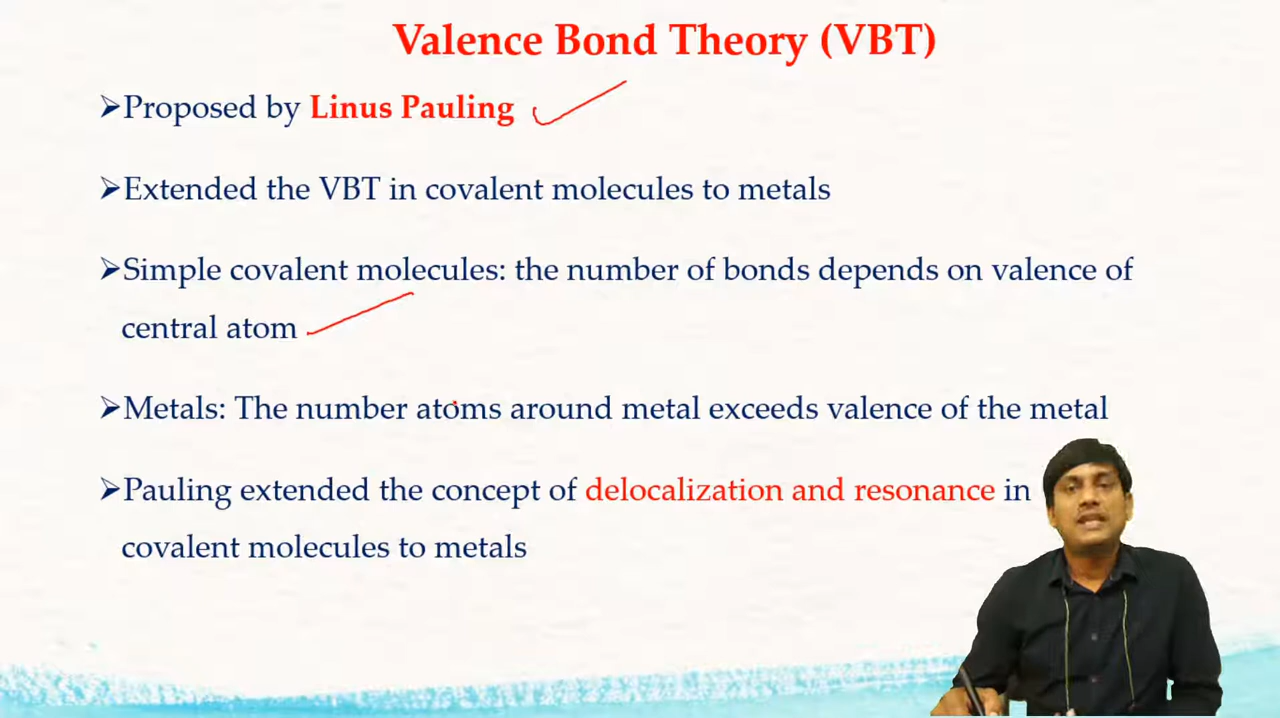 Valence Bond Theory (VBT)
➢Proposed by Linus Pauling
➢Extended the VBT in covalent molecules to metals
➢Simple covalent molecules: the number of bonds depends on valence of
central atom
➢Metals: The number atoms around metal exceeds valence of the metal
➢Pauling extended the concept of delocalization and resonance in
covalent molecules to metals